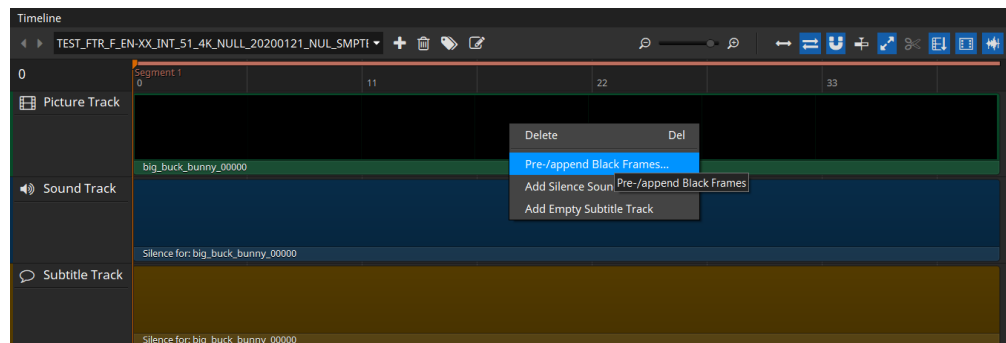 Timeline
TEST_FTR_F_EN-XX_INT_51_4K_NULL_20200121_NUL_SMPTE
0
Segment 1
0 11 22 33
Picture Track
big_buck_bunny_00000
Delete Del
Pre-/append Black Frames...
Add Silence Soun
Pre-/append Black Frames
Add Empty Subtitle Track
Sound Track
Silence for: big_buck_bunny_00000
Subtitle Track
Silence for: big_buck_bunny_00000